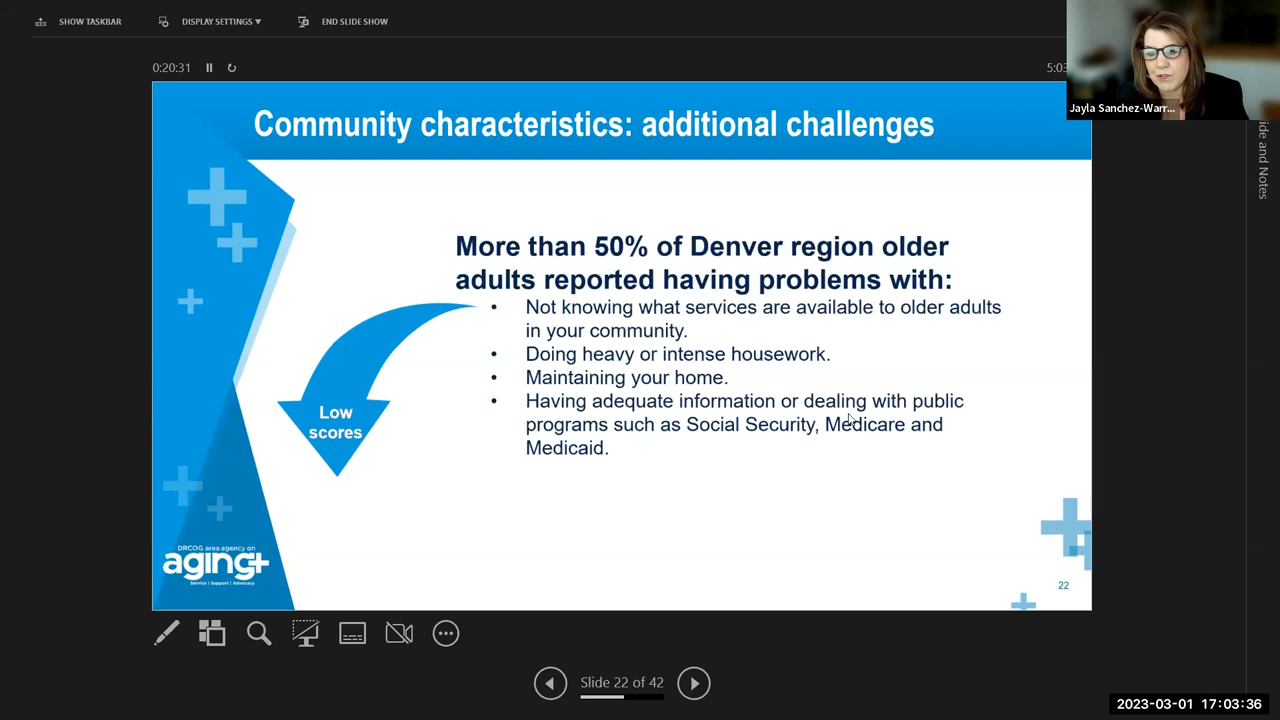 SHOW TASKBAR
DISPLAY SETTINGS ▼
END SLIDE SHOW
0:20:31
5:03
Jayla Sanchez-Warr...
Community characteristics: additional challenges
More than 50% of Denver region older
adults reported having problems with:
• Not knowing what services are available to older adults
in your community.
• Doing heavy or intense housework.
• Maintaining your home.
• Having adequate information or dealing with public
programs such as Social Security, Medicare and
Medicaid.
Low
scores
DRCOG area agency on
aging+
Service | Support | Advocacy
22
Slide 22 of 42
and Notes
2023-03-01 17:03:36